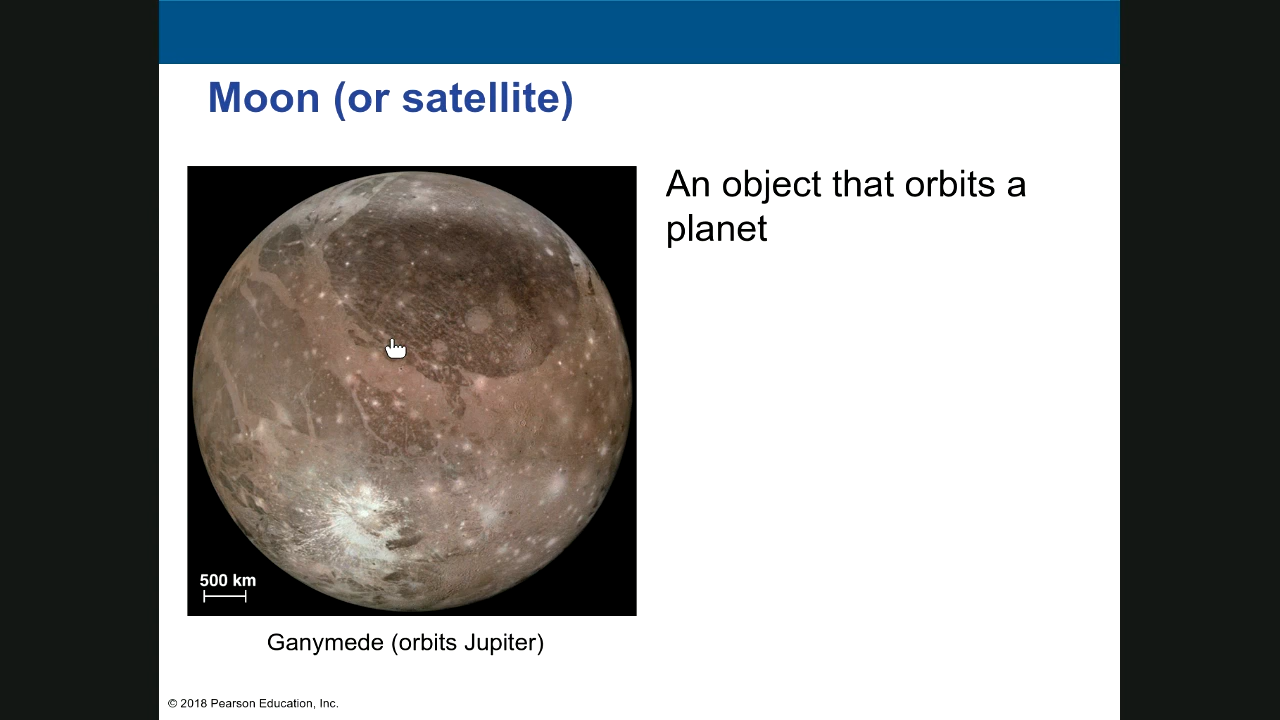 Moon (or satellite)
An object that orbits a
planet
500 km
Ganymede (orbits Jupiter)
© 2018 Pearson Education, Inc.